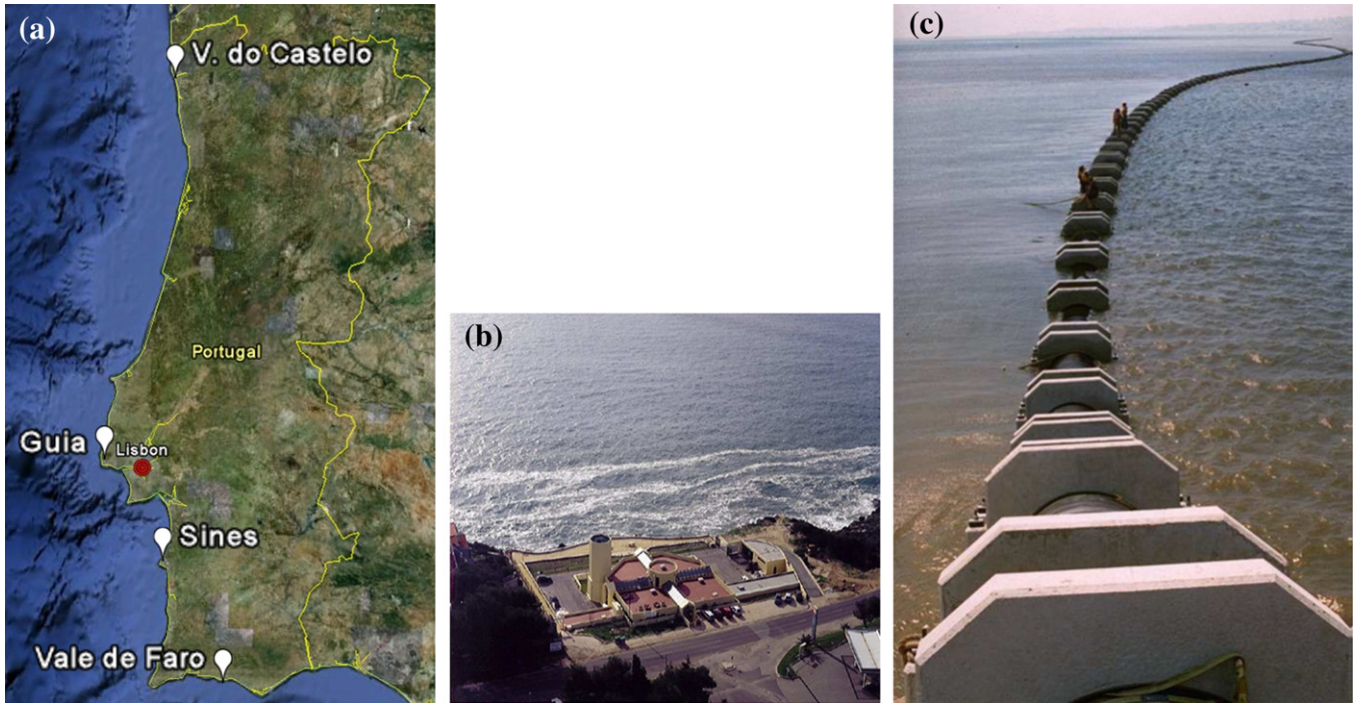 (a)
V. do Castelo
Portugal
Guia
Lisbon
Sines
Vale de Faro
(b)
(c)